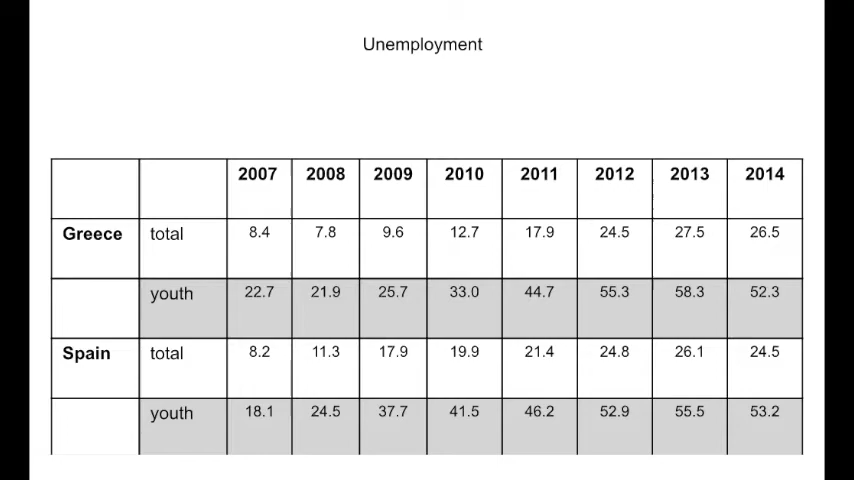 Unemployment
2007 2008 2009 2010 2011 2012 2013 2014
Greece total 8.4 7.8 9.6 12.7 17.9 24.5 27.5 26.5
youth 22.7 21.9 25.7 33.0 44.7 55.3 58.3 52.3
Spain total 8.2 11.3 17.9 19.9 21.4 24.8 26.1 24.5
youth 18.1 24.5 37.7 41.5 46.2 52.9 55.5 53.2